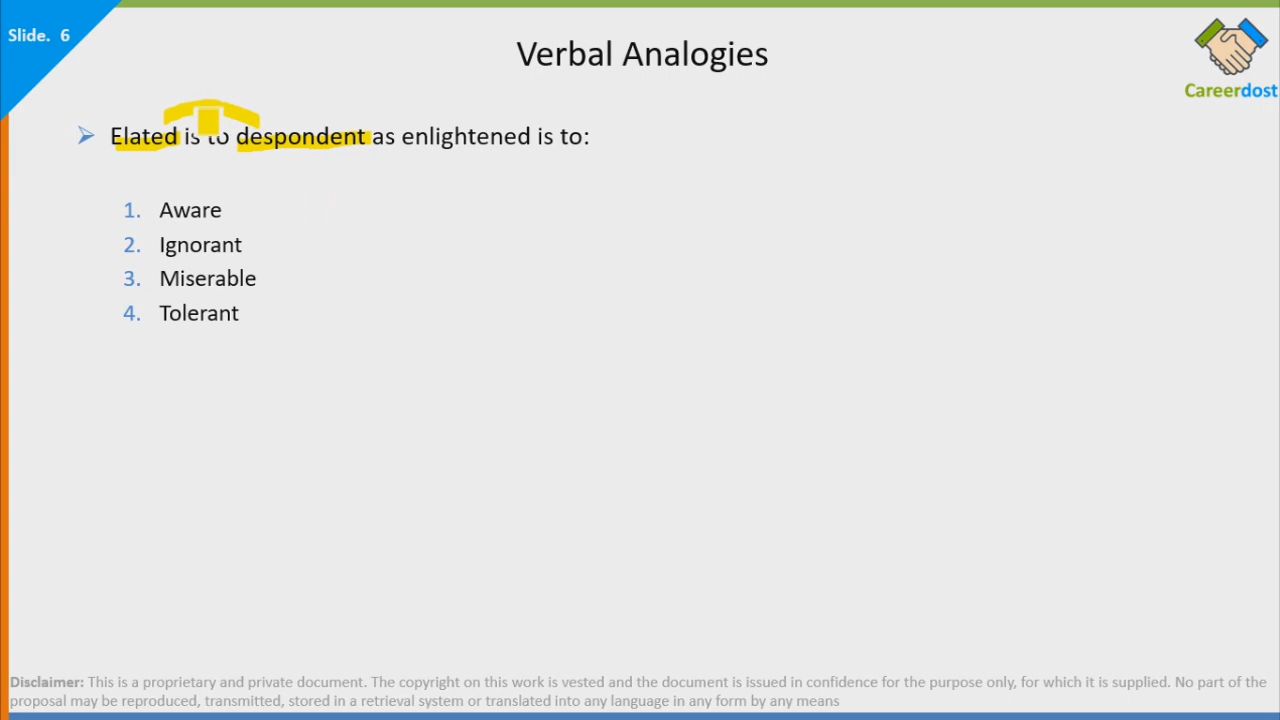 Slide. 6
Verbal Analogies
Careerdost
Elated is to despondent as enlightened is to:
1. Aware
2. Ignorant
3. Miserable
4. Tolerant
Disclaimer: This is a proprietary and private document. The copyright on this work is vested and the document is issued in confidence for the purpose only, for which it is supplied. No part of the
proposal may be reproduced, transmitted, stored in a retrieval system or translated into any language in any form by any means